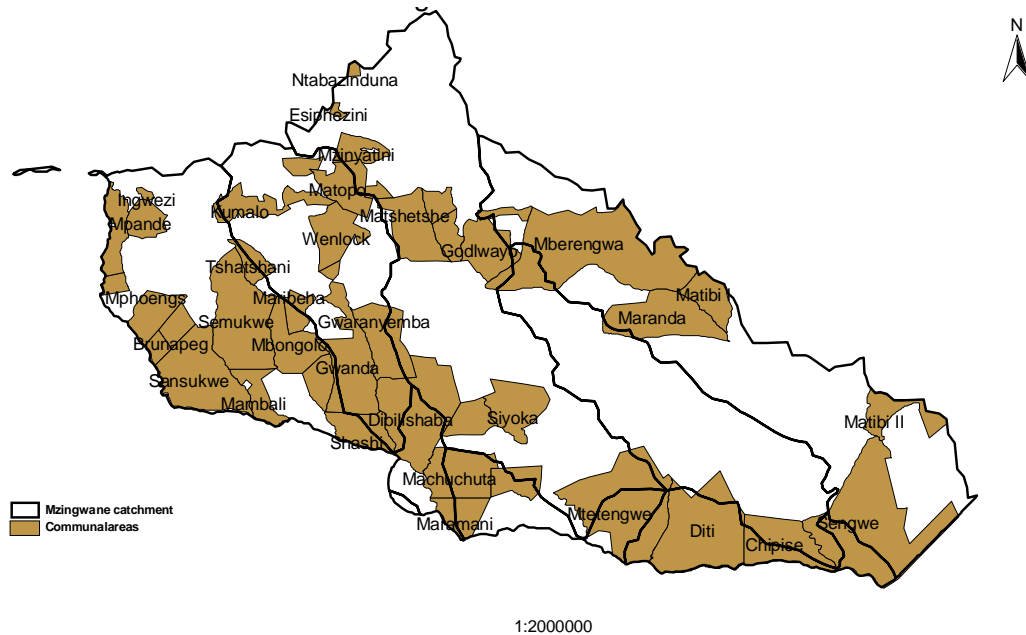 N
Ntabazinduna
Esiphezini
Mzinyatini
Matopo
Ingwezi
Mpande
Kumalo
Matshetshe
Wenlock
Godlwayo
Mberengwa
Tshatshani
Mphoengs
Maribeha
Matibi I
Semukwe
Gwaranyemba
Maranda
Brunapeg
Mbongolo
Gwanda
Sansukwe
Mambali
Dibilishaba
Siyoka
Matibi II
Shashi
Machuchuta
Mtetengwe
Maramani
Diti
Sengwe
Chipise
Mzingwane catchment
Communalareas
1:2000000